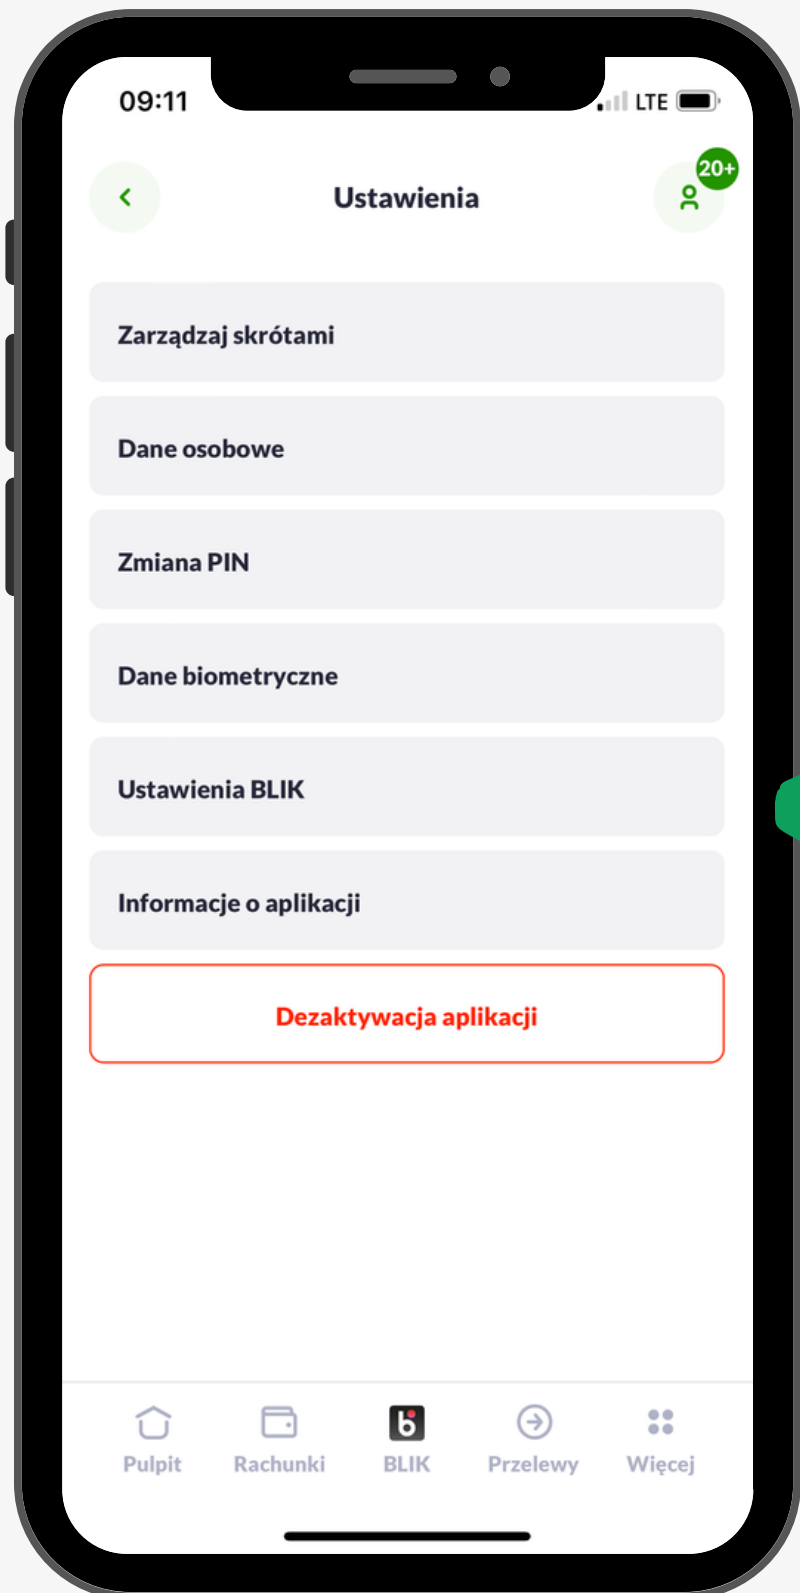 09:11
LTE
20+
Ustawienia
Zarządzaj skrótami
Dane osobowe
Zmiana PIN
Dane biometryczne
Ustawienia BLIK
Informacje o aplikacji
Dezaktywacja aplikacji
Pulpit
Rachunki
BLIK
Przelewy
Więcej